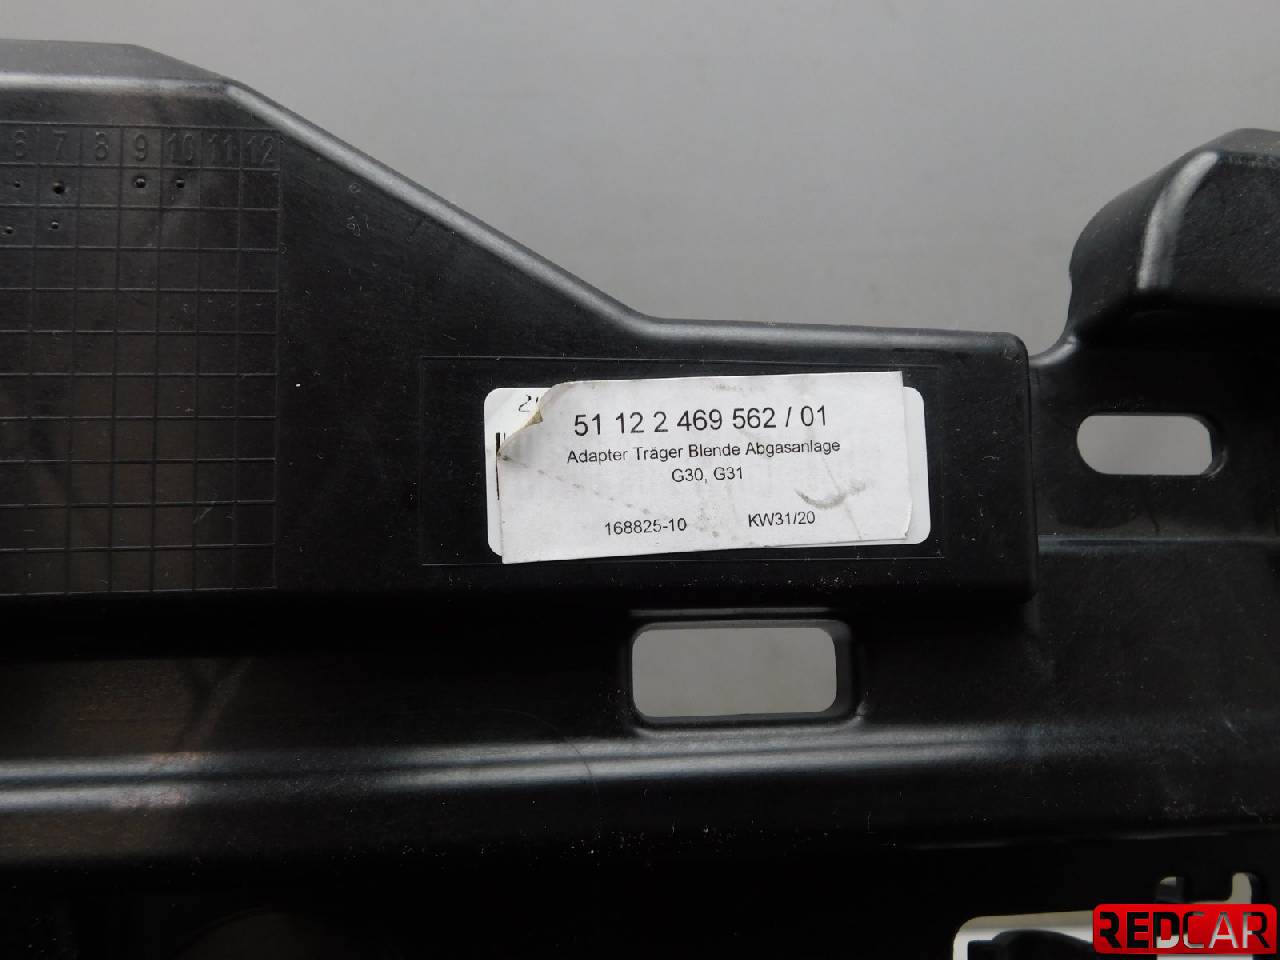 6 7 8 9 10 11 12
51 12 2 469 562 / 01
Adapter Träger Blende Abgasanlage
G30, G31
168825-10 KW31/20
REDCAR